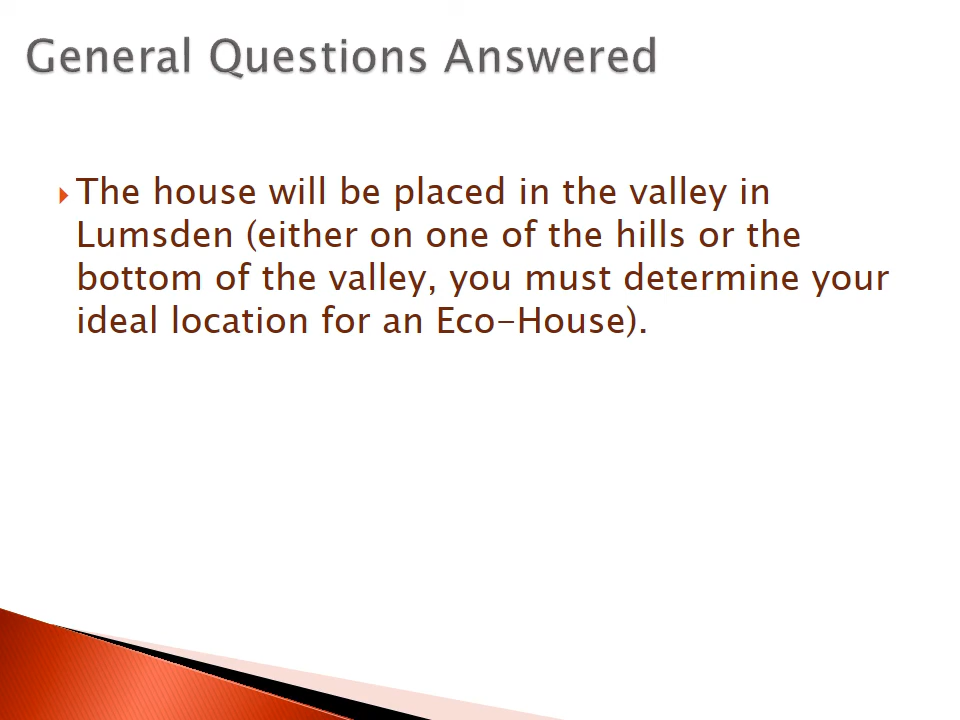 General Questions Answered
The house will be placed in the valley in
Lumsden (either on one of the hills or the
bottom of the valley, you must determine your
ideal location for an Eco-House).